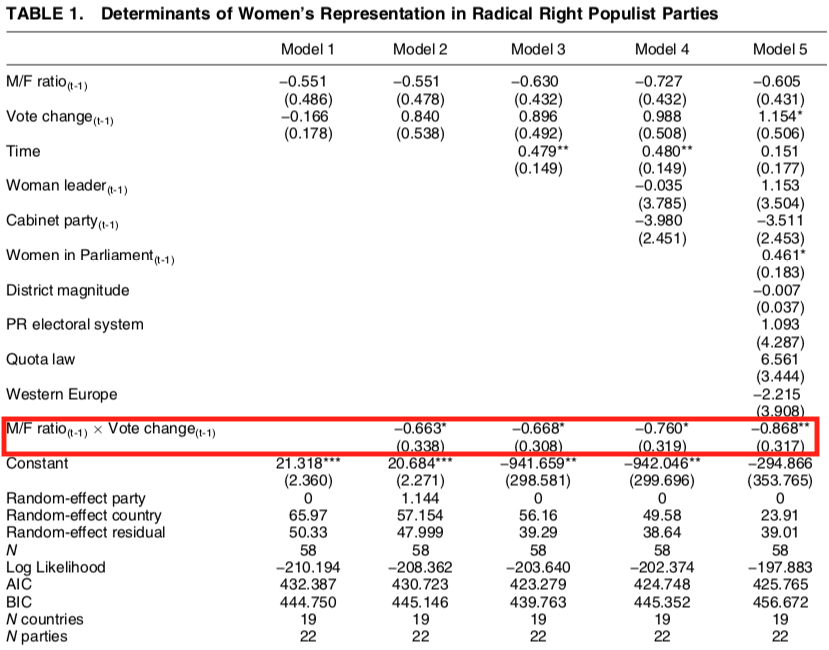 TABLE 1. Determinants of Women's Representation in Radical Right Populist Parties
Model 1 Model 2 Model 3 Model 4 Model 5
M/F ratio(t-1) −0.551 −0.551 −0.630 −0.727 −0.605
(0.486) (0.478) (0.432) (0.432) (0.431)
Vote change(t-1) −0.166 0.840 0.896 0.988 1.154*
(0.178) (0.538) (0.492) (0.508) (0.506)
Time 0.479** 0.480** 0.151
(0.149) (0.149) (0.177)
Woman leader(t-1) −0.035 1.153
(3.785) (3.504)
Cabinet party(t-1) −3.980 −3.511
(2.451) (2.453)
Women in Parliament(t-1) 0.461*
(0.183)
District magnitude −0.007
(0.037)
PR electoral system 1.093
(4.287)
Quota law 6.561
(3.444)
Western Europe −2.215
(3.908)
M/F ratio(t-1) × Vote change(t-1) −0.663* −0.668* −0.760* −0.868**
(0.338) (0.308) (0.319) (0.317)
Constant 21.318*** 20.684*** −941.659** −942.046** −294.866
(2.360) (2.271) (298.581) (299.696) (353.765)
Random-effect party 0 1.144 0 0 0
Random-effect country 65.97 57.154 56.16 49.58 23.91
Random-effect residual 50.33 47.999 39.29 38.64 39.01
N 58 58 58 58 58
Log Likelihood −210.194 −208.362 −203.640 −202.374 −197.883
AIC 432.387 430.723 423.279 424.748 425.765
BIC 444.750 445.146 439.763 445.352 456.672
N countries 19 19 19 19 19
N parties 22 22 22 22 22